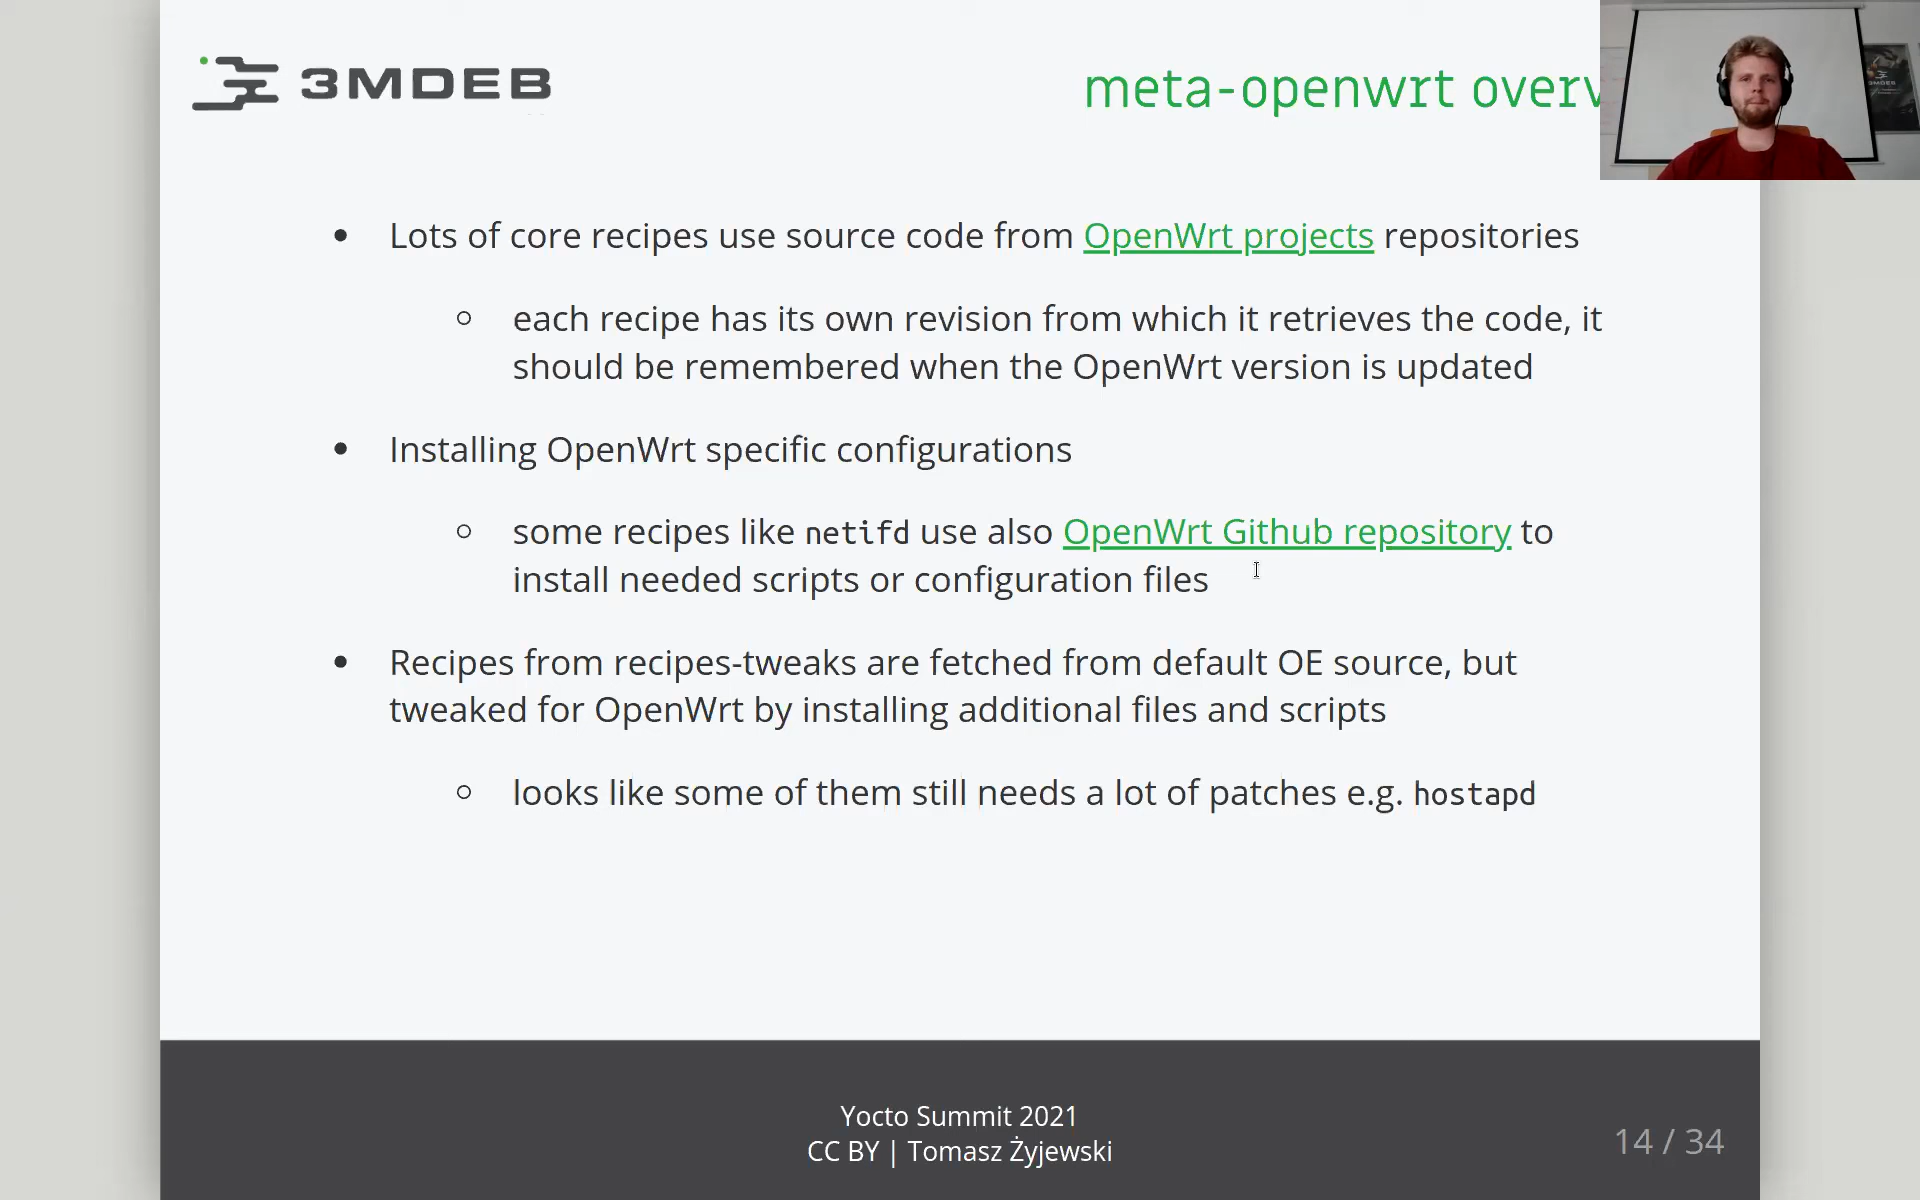 3MDEB
meta-openwrt overv
Lots of core recipes use source code from OpenWrt projects repositories
each recipe has its own revision from which it retrieves the code, it
should be remembered when the OpenWrt version is updated
Installing OpenWrt specific configurations
some recipes like netifd use also OpenWrt Github repository to
install needed scripts or configuration files
Recipes from recipes-tweaks are fetched from default OE source, but
tweaked for OpenWrt by installing additional files and scripts
looks like some of them still needs a lot of patches e.g. hostapd
Yocto Summit 2021
CC BY | Tomasz Żyjewski
14 / 34
3MDEB